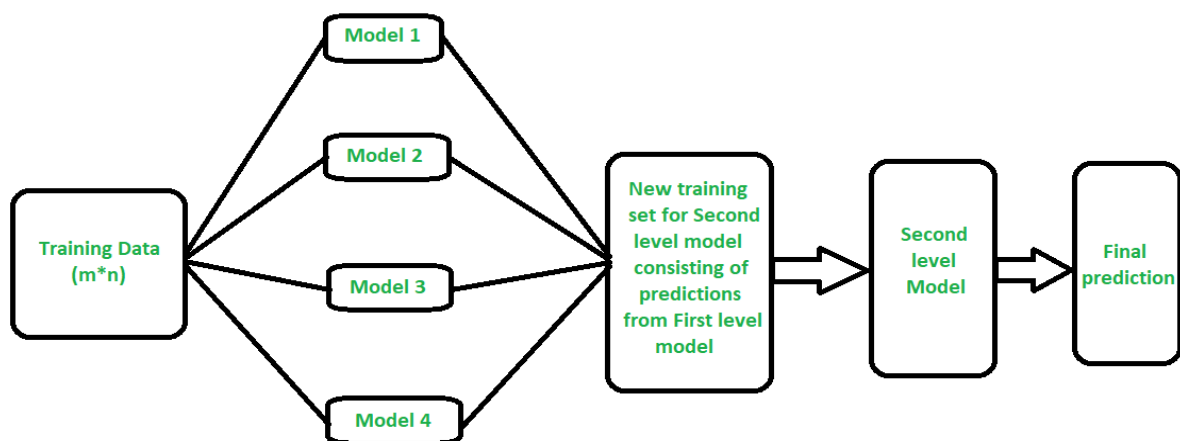 Model 1
Model 2
Training Data
(m*n)
Model 3
Model 4
New training
set for Second
level model
consisting of
predictions
from First level
model
Second
level
Model
Final
prediction